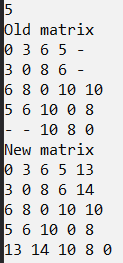 5
Old matrix
0 3 6 5 -
3 0 8 6 -
6 8 0 10 10
5 6 10 0 8
- - 10 8 0
New matrix
0 3 6 5 13
3 0 8 6 14
6 8 0 10 10
5 6 10 0 8
13 14 10 8 0